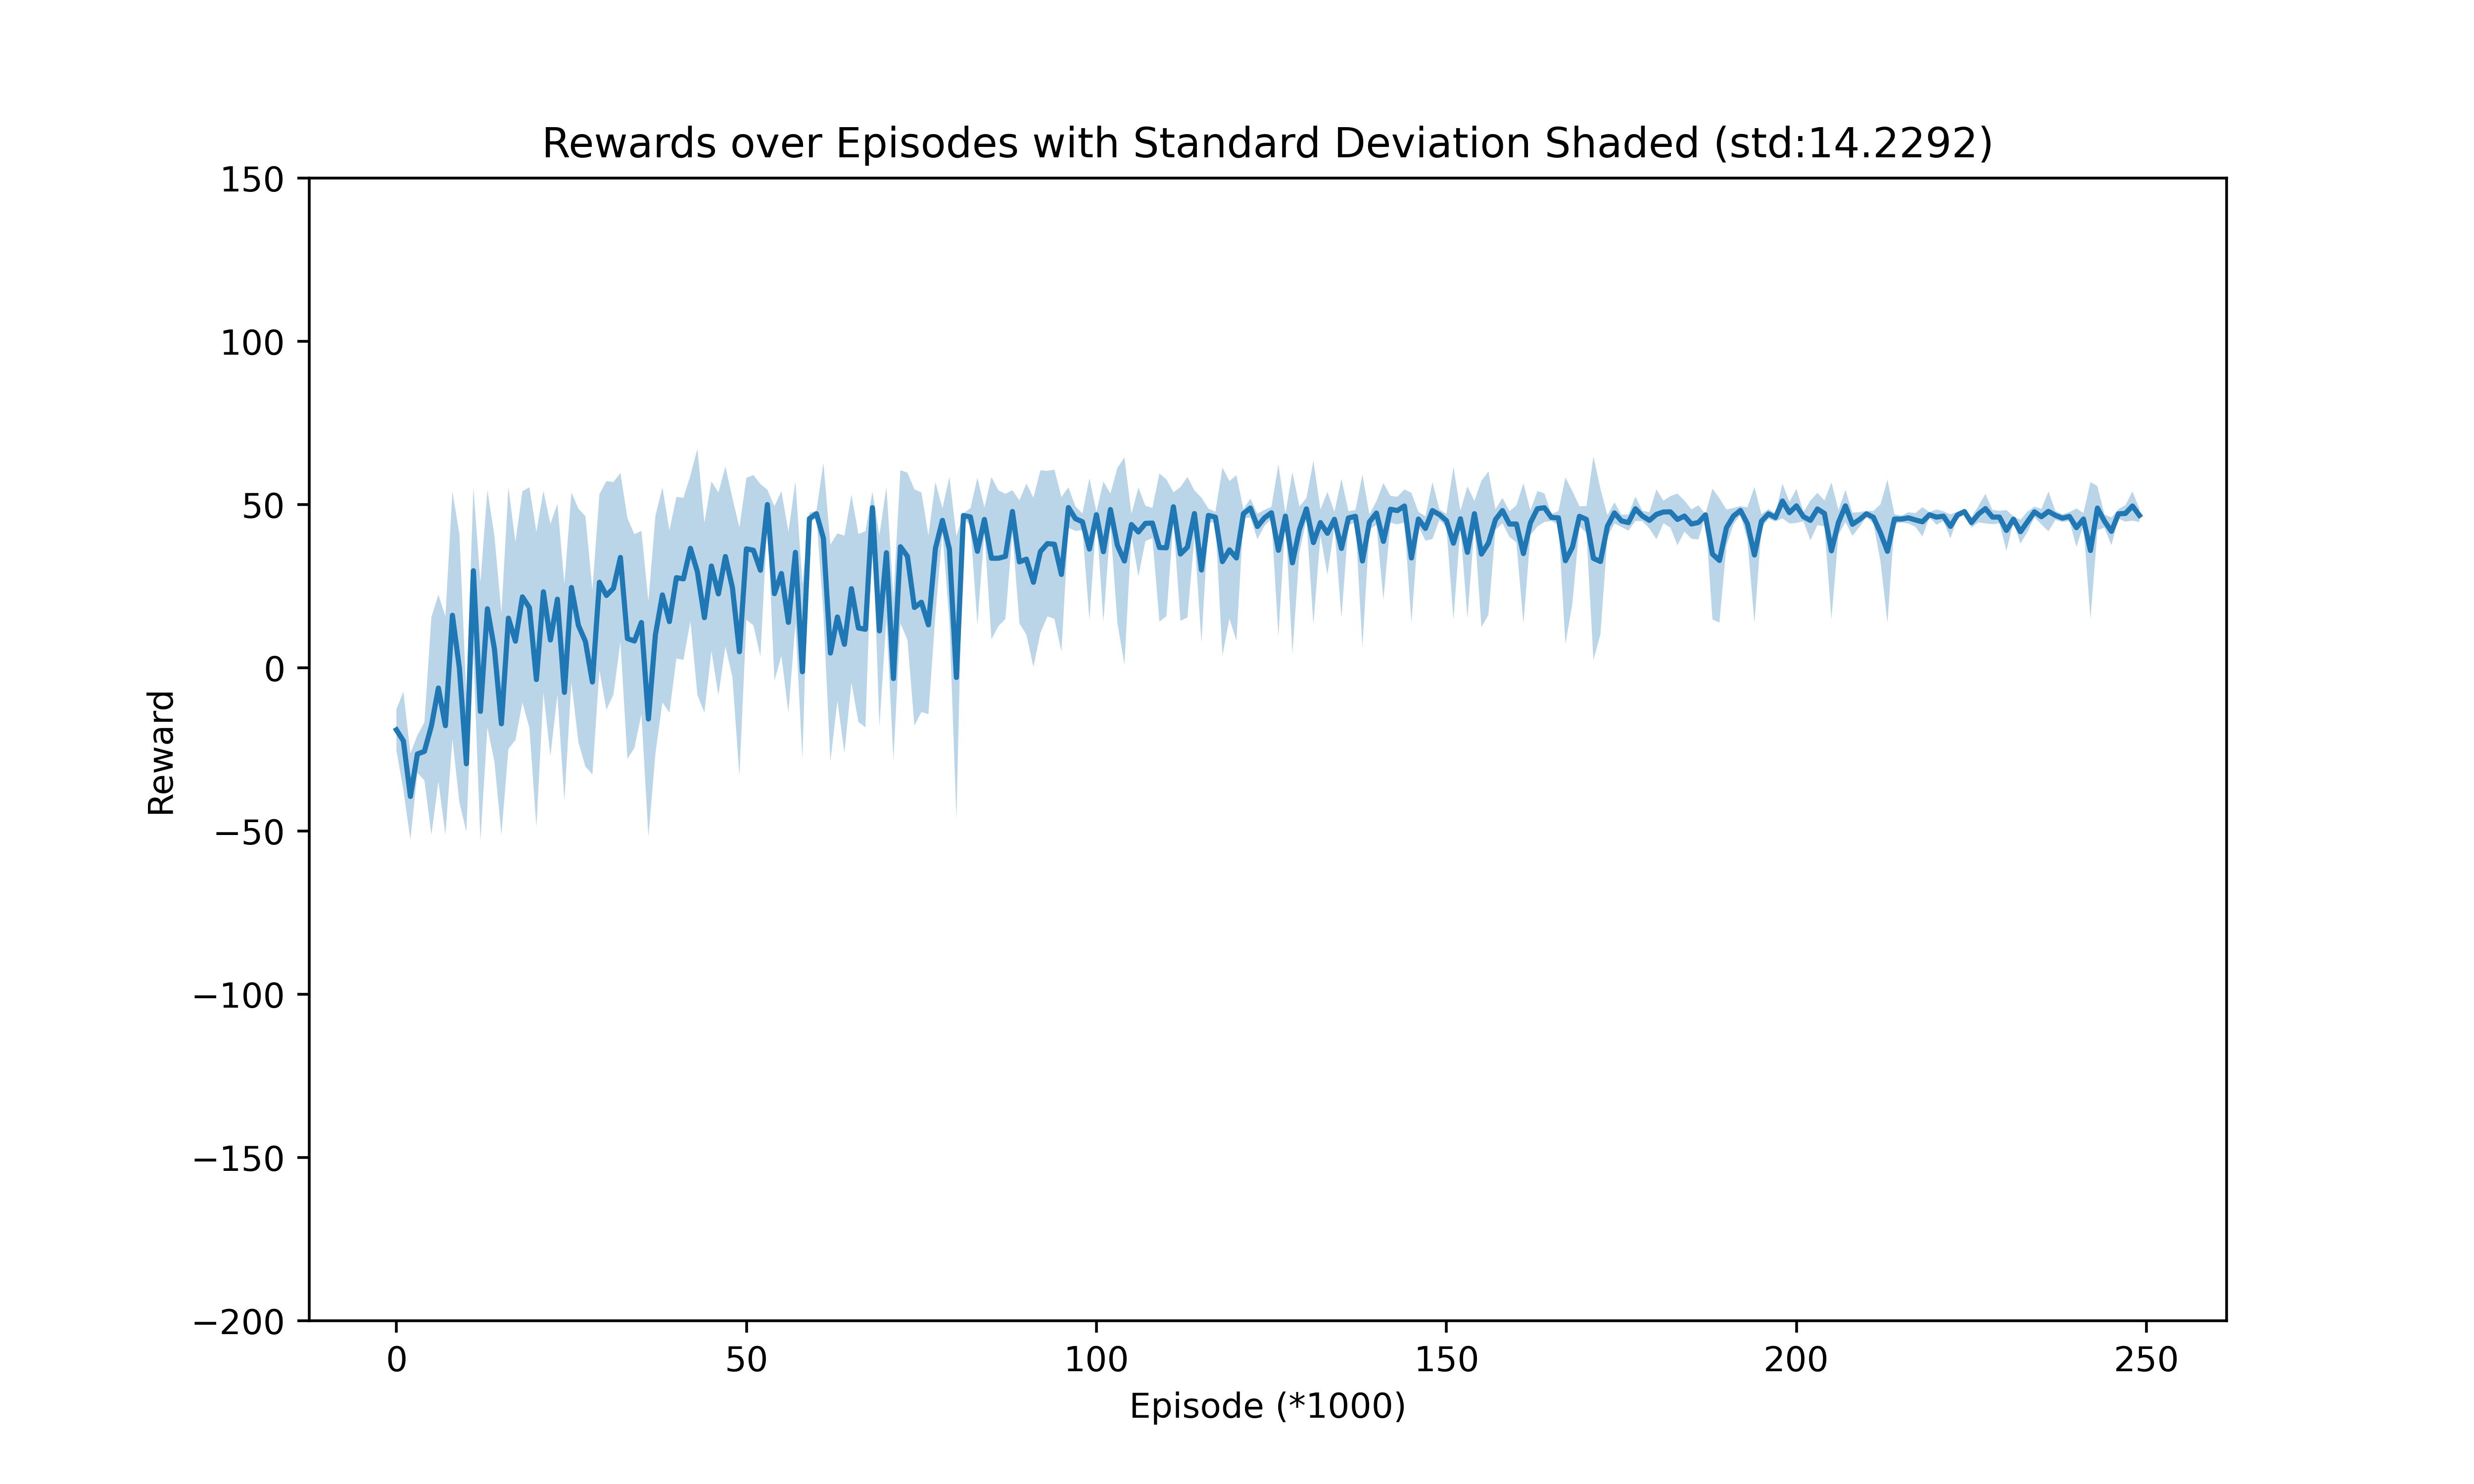 Rewards over Episodes with Standard Deviation Shaded (std:14.2292)
150
100
50
0
−50
−100
−150
−200
Reward
0 50 100 150 200 250
Episode (*1000)